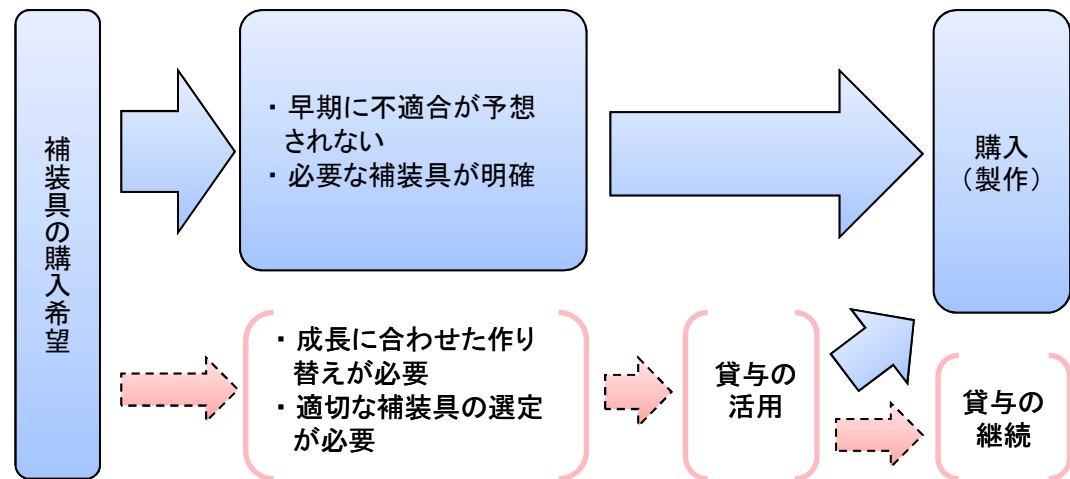 補装具の購入希望
・ 早期に不適合が予想
されない
・ 必要な補装具が明確
購入
（製作）
・ 成長に合わせた作り
替えが必要
・ 適切な補装具の選定
が必要
貸与の
活用
貸与の
継続